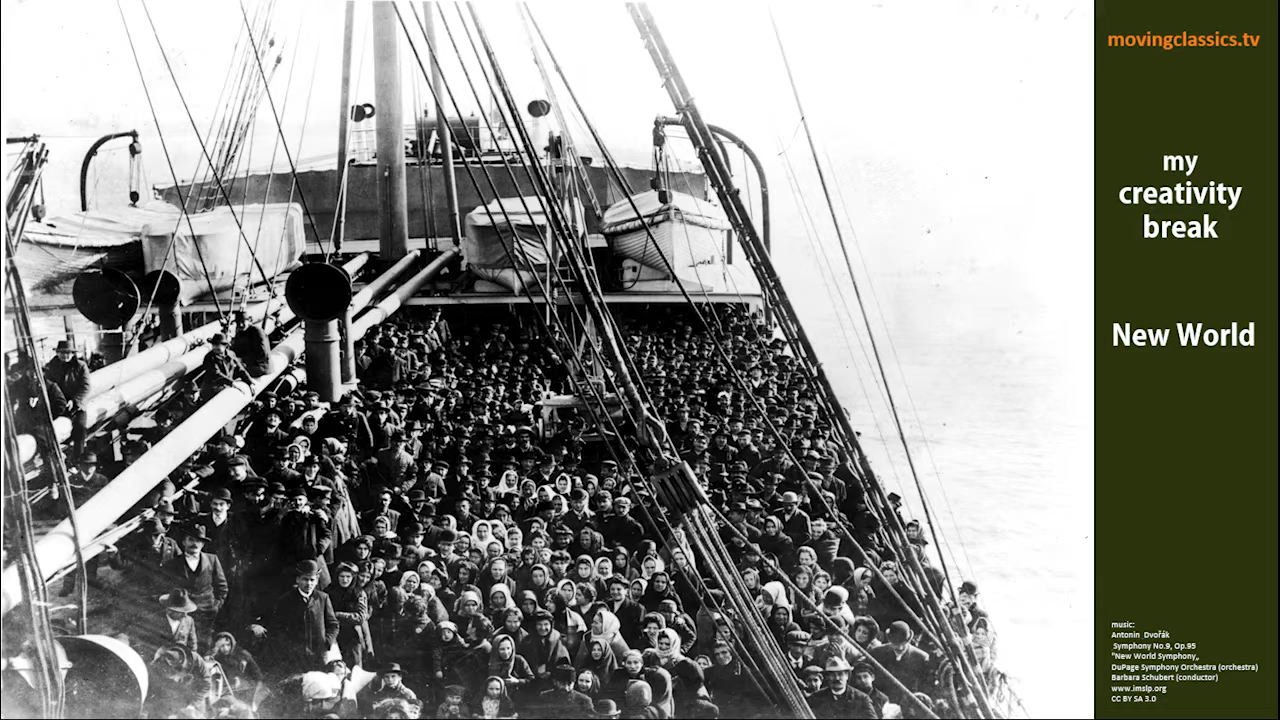 movingclassics.tv
my
creativity
break
New World
music:
Antonín Dvořák
Symphony No.9, Op.95
"New World Symphony„
DuPage Symphony Orchestra (orchestra)
Barbara Schubert (conductor)
www.imslp.org
CC BY SA 3.0